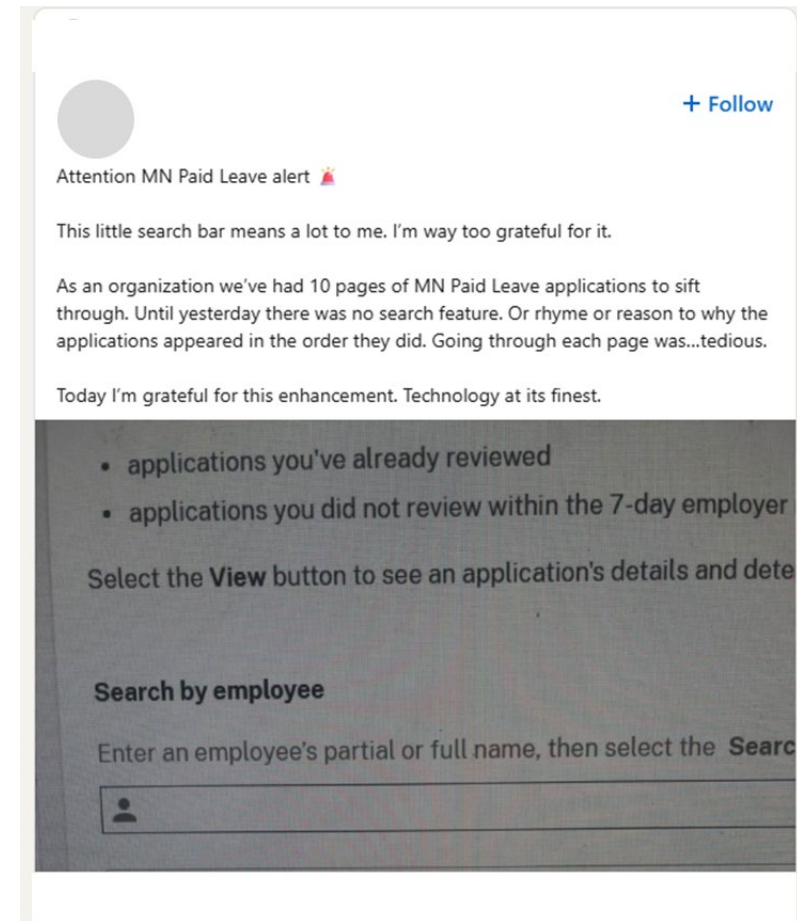 + Follow
Attention MN Paid Leave alert 🚨
This little search bar means a lot to me. I’m way too grateful for it.
As an organization we’ve had 10 pages of MN Paid Leave applications to sift
through. Until yesterday there was no search feature. Or rhyme or reason to why the
applications appeared in the order they did. Going through each page was...tedious.
Today I’m grateful for this enhancement. Technology at its finest.
• applications you've already reviewed
• applications you did not review within the 7-day employer
Select the View button to see an application's details and dete
Search by employee
Enter an employee's partial or full name, then select the Searc